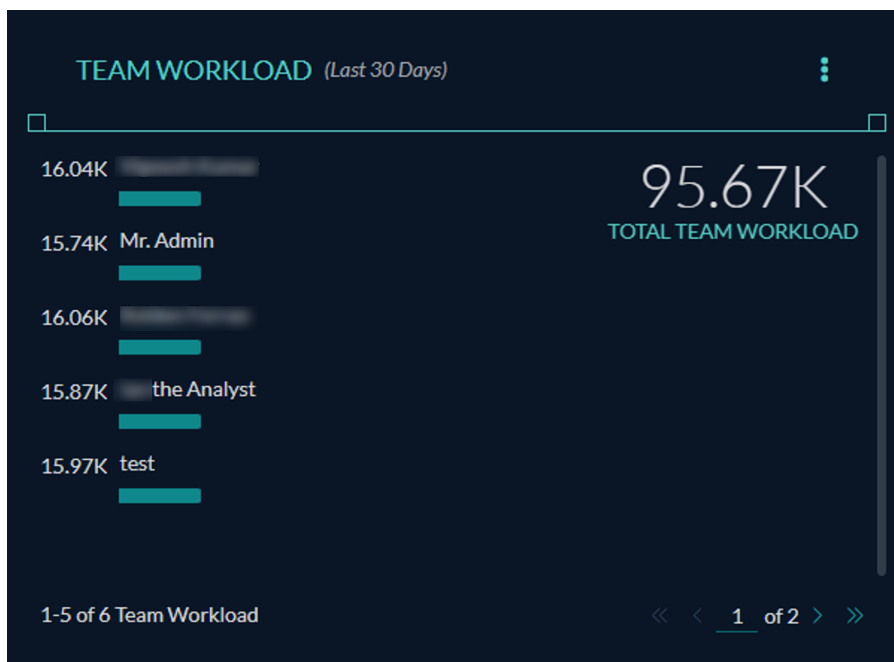 TEAM WORKLOAD (Last 30 Days)
16.04K
95.67K
TOTAL TEAM WORKLOAD
15.74K Mr. Admin
16.06K
15.87K the Analyst
15.97K test
1-5 of 6 Team Workload
1 of 2